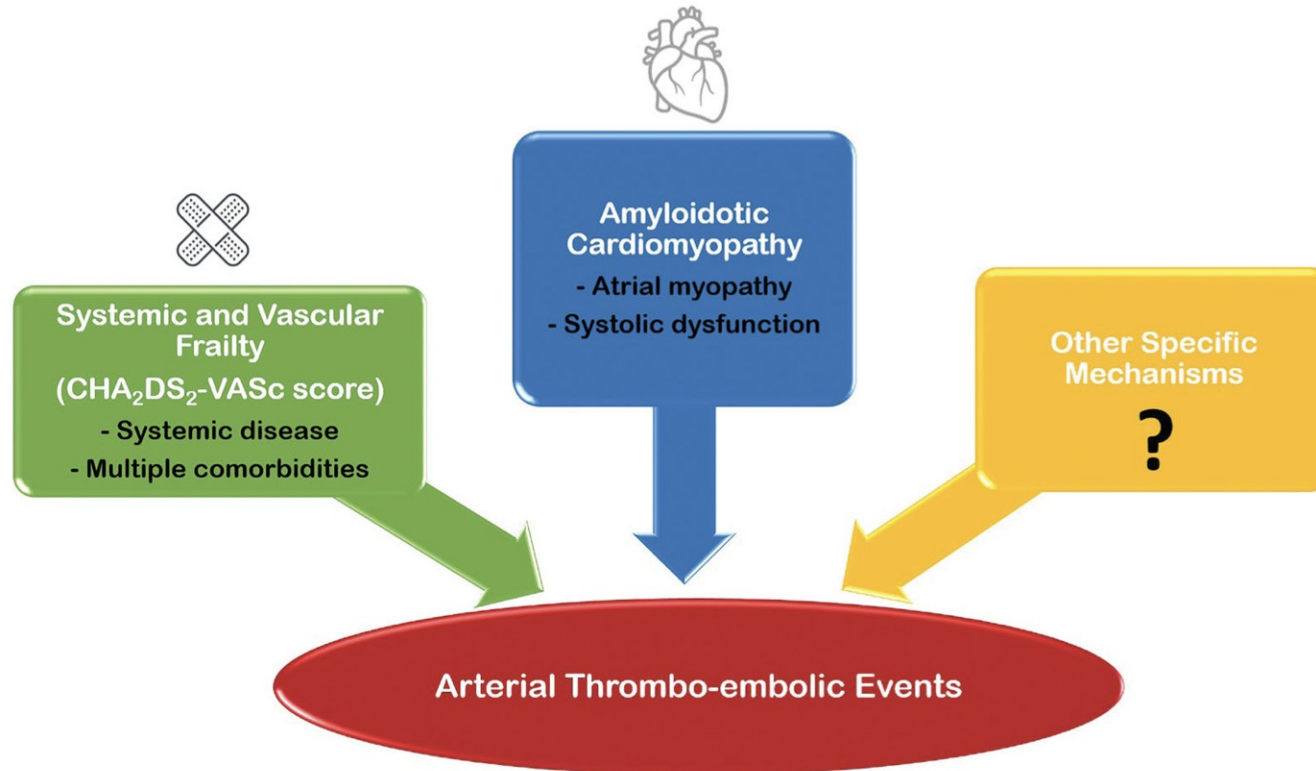 Systemic and Vascular
Frailty
(CHA₂DS₂-VASc score)
- Systemic disease
- Multiple comorbidities
Amyloidotic
Cardiomyopathy
- Atrial myopathy
- Systolic dysfunction
Other Specific
Mechanisms
?
Arterial Thrombo-embolic Events